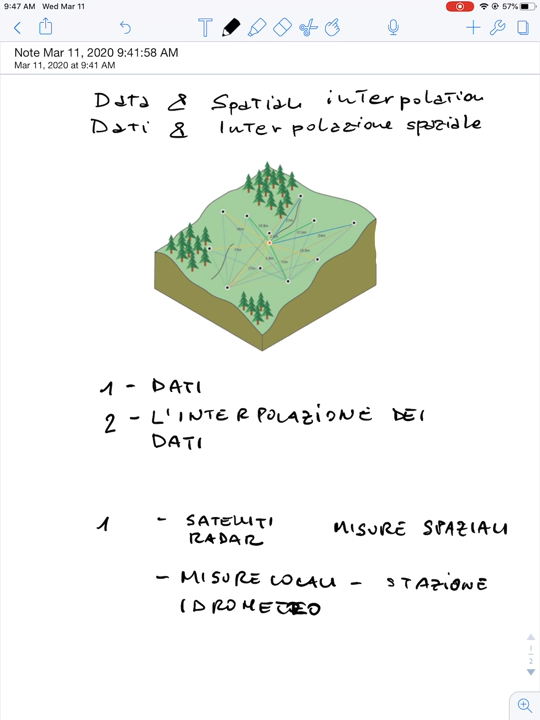 9:47 AM Wed Mar 11
57%
Note Mar 11, 2020 9:41:58 AM
Mar 11, 2020 at 9:41 AM
Data & Spatial interpolation
Dati & Interpolazione spaziale
1 - DATI
2 - L'INTERPOLAZIONE DEI
DATI
1 - SATELLITI MISURE SPAZIALI
RADAR
- MISURE LOCALI - STAZIONE
IDROMETEO
1
2